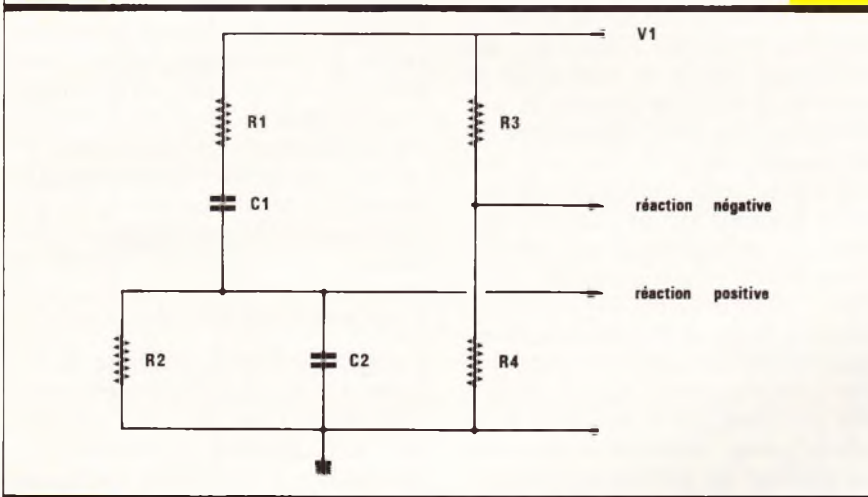 V1
R1
R3
C1
réaction négative
réaction positive
R2
C2
R4